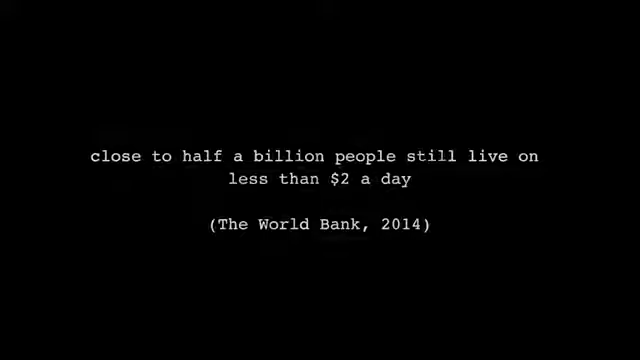 close to half a billion people still live on
less than $2 a day
(The World Bank, 2014)